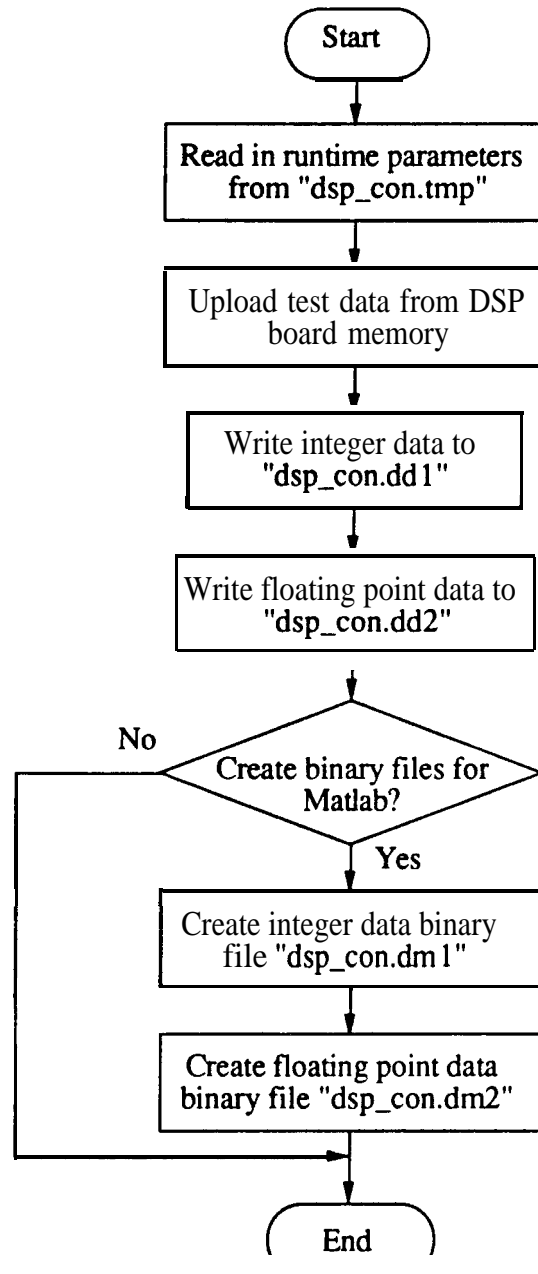 Start
Read in runtime parameters
from "dsp_con.tmp"
Upload test data from DSP
board memory
Write integer data to
"dsp_con.dd1"
Write floating point data to
"dsp_con.dd2"
No
Create binary files for
Matlab?
Yes
Create integer data binary
file "dsp_con.dm1"
Create floating point data
binary file "dsp_con.dm2"
End